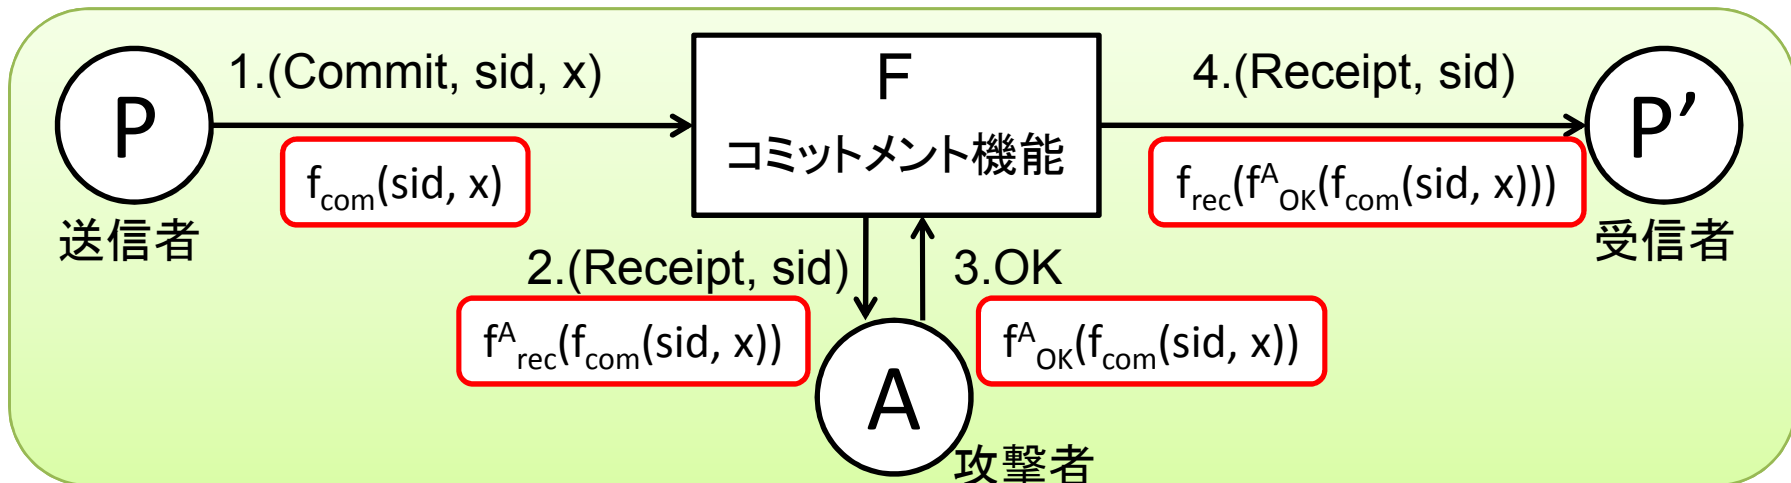 1.(Commit, sid, x)
F
4.(Receipt, sid)
P
コミットメント機能
P’
f_com(sid, x)
f_rec(f^A_OK(f_com(sid, x)))
送信者
受信者
2.(Receipt, sid)
3.OK
f^A_rec(f_com(sid, x))
f^A_OK(f_com(sid, x))
A
攻撃者